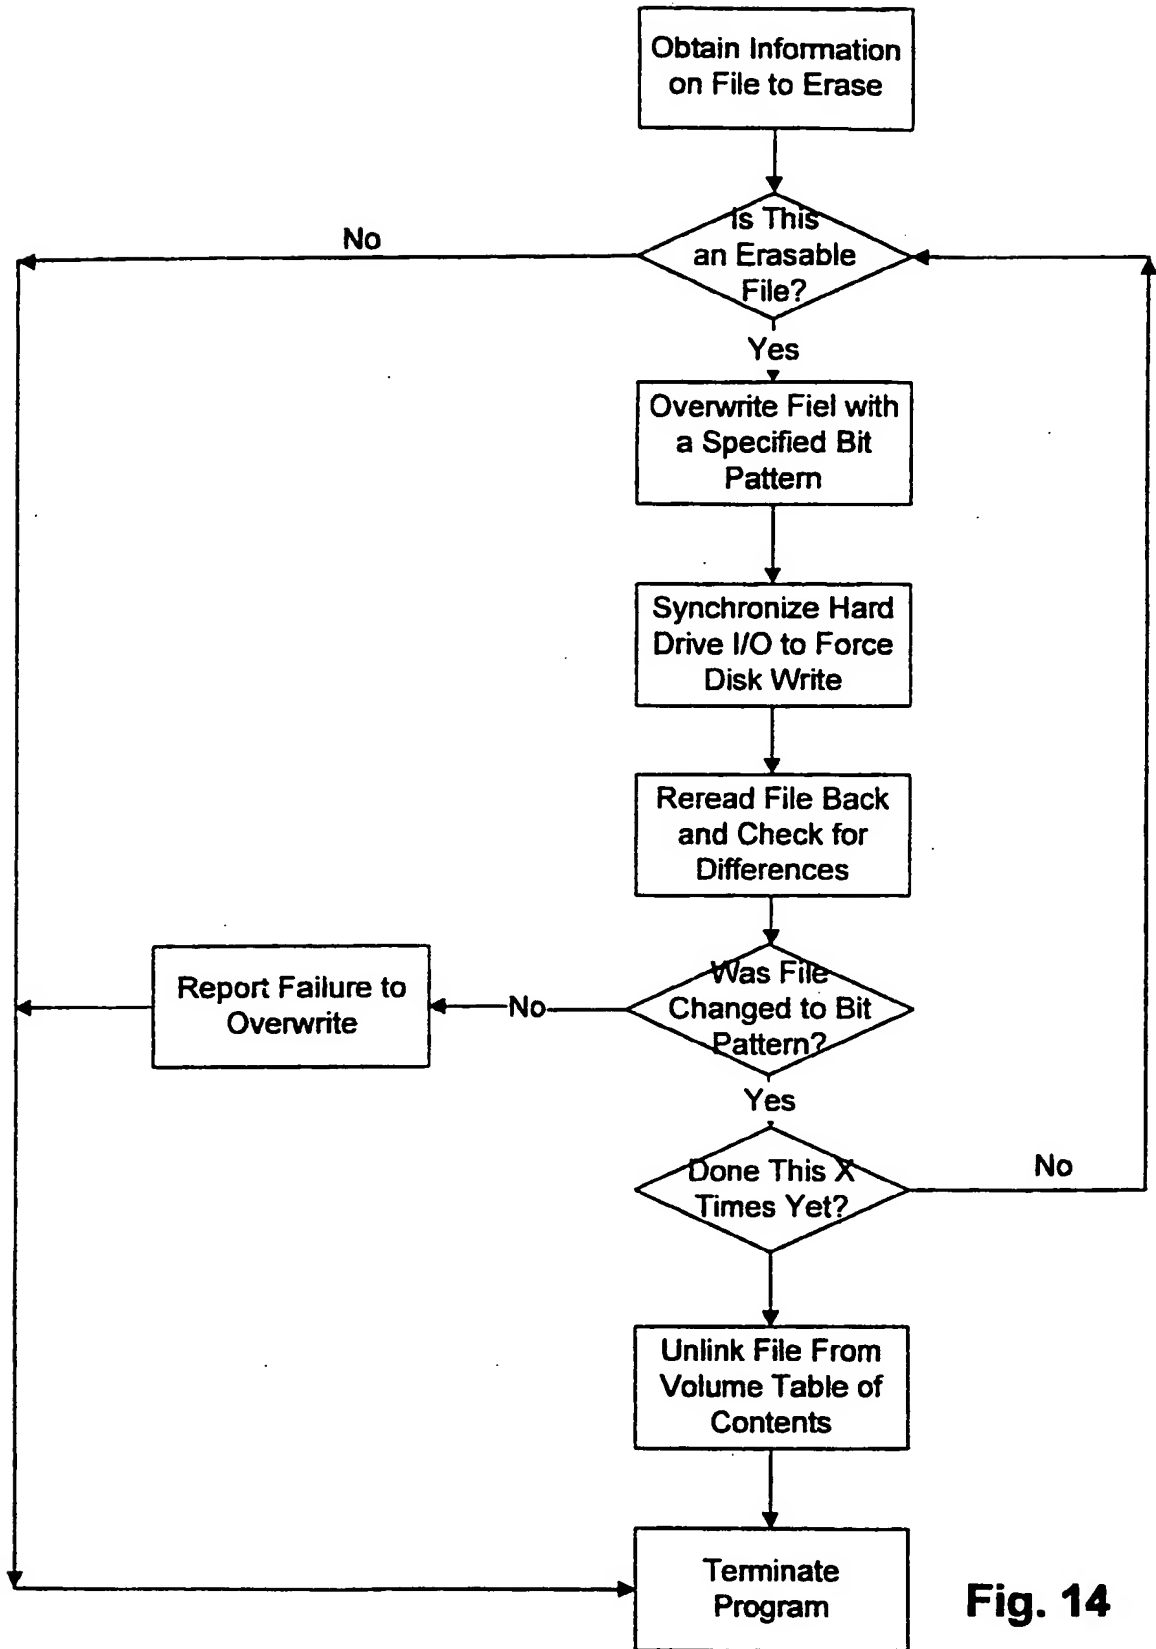 Obtain Information
on File to Erase
Is This
an Erasable
File?
No
Yes
Overwrite Fiel with
a Specified Bit
Pattern
Synchronize Hard
Drive I/O to Force
Disk Write
Reread File Back
and Check for
Differences
Was File
Changed to Bit
Pattern?
No
Report Failure to
Overwrite
Yes
Done This X
Times Yet?
No
Unlink File From
Volume Table of
Contents
Terminate
Program
Fig. 14